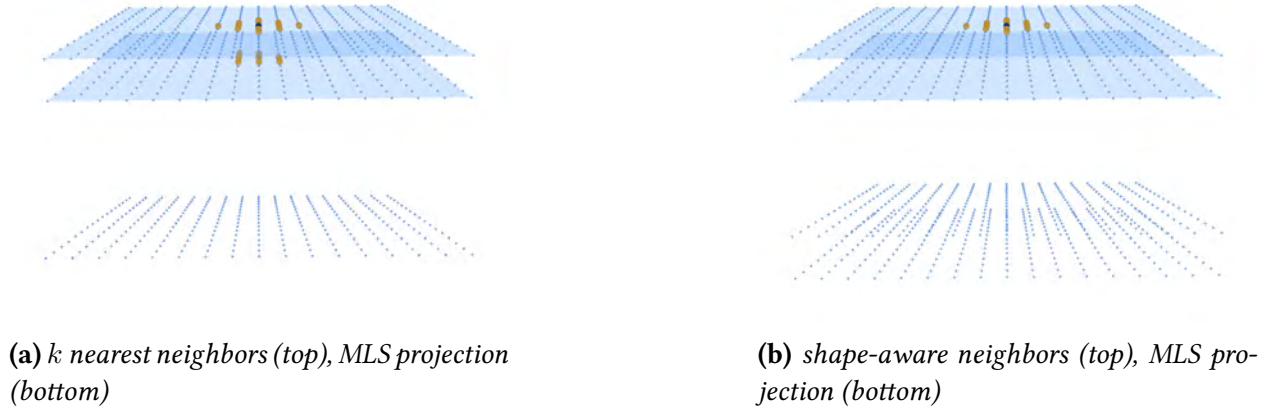 (a) k nearest neighbors (top), MLS projection
(bottom)
(b) shape-aware neighbors (top), MLS pro-
jection (bottom)